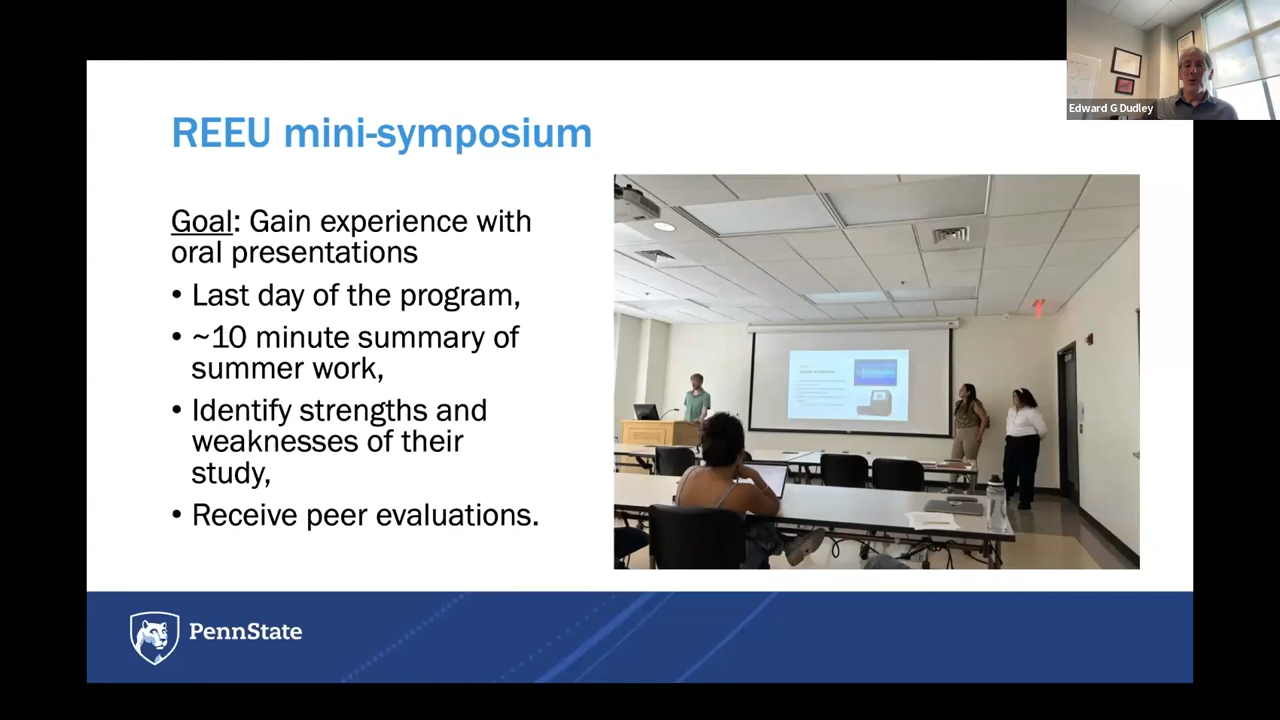 Edward G Dudley
REEU mini-symposium
Goal: Gain experience with
oral presentations
• Last day of the program,
• ~10 minute summary of
summer work,
• Identify strengths and
weaknesses of their
study,
• Receive peer evaluations.
PennState